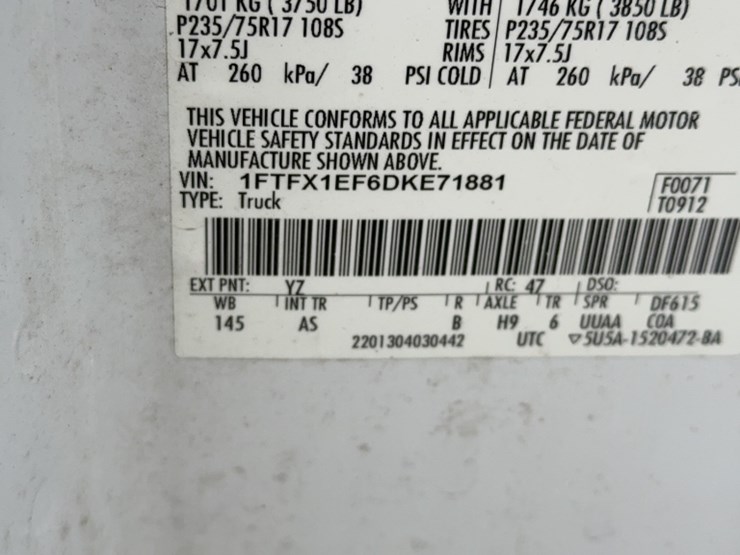 1701 KG ( 3750 LB) WITH 1746 KG ( 3850 LB)
P235/75R17 108S TIRES P235/75R17 108S
17x7.5J RIMS 17x7.5J
AT 260 kPa/ 38 PSI COLD AT 260 kPa/ 38 PS
THIS VEHICLE CONFORMS TO ALL APPLICABLE FEDERAL MOTOR
VEHICLE SAFETY STANDARDS IN EFFECT ON THE DATE OF
MANUFACTURE SHOWN ABOVE.
VIN: 1FTFX1EF6DKE71881 F0071
TYPE: Truck T0912
EXT PNT: YZ RC: 47 DSO:
WB INT TR TP/PS R AXLE TR SPR DF615
145 AS B H9 6 UUAA COA
2201304030442 UTC ▽5U5A-1520472-BA